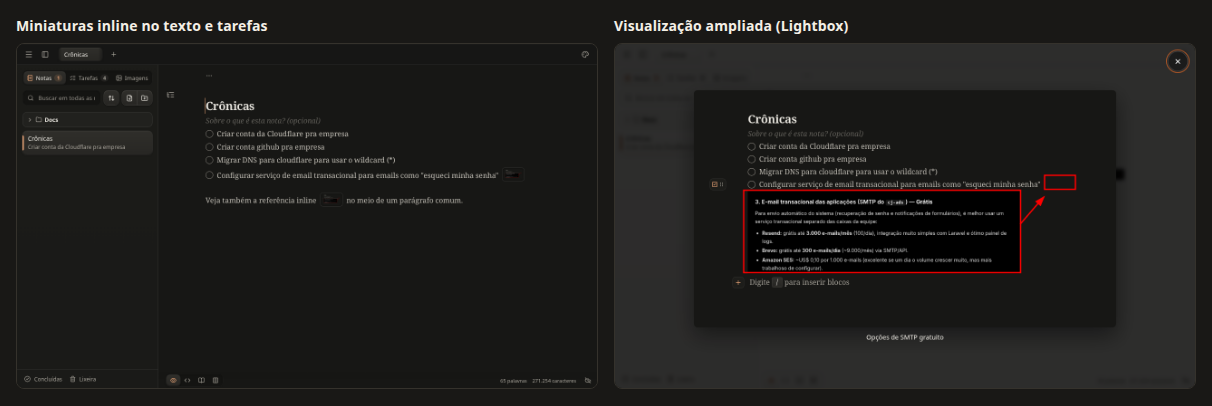 Miniaturas inline no texto e tarefas
Crônicas
Notas 1
Tarefas 4
Imagens
Buscar em todas as
Docs
Crônicas
Criar conta da Cloudflare pra empresa
Concluídas
Lixeira
Crônicas
Sobre o que é esta nota? (opcional)
Criar conta da Cloudflare pra empresa
Criar conta github pra empresa
Migrar DNS para cloudflare para usar o wildcard (*)
Configurar serviço de email transacional para emails como "esqueci minha senha"
Veja também a referência inline no meio de um parágrafo comum.
61 palavras
271.254 caracteres
Visualização ampliada (Lightbox)
Crônicas
Sobre o que é esta nota? (opcional)
Criar conta da Cloudflare pra empresa
Criar conta github pra empresa
Migrar DNS para cloudflare para usar o wildcard (*)
Configurar serviço de email transacional para emails como "esqueci minha senha"
3. E-mail transacional das aplicações (SMTP do ) — Grátis
Para envio automático do sistema (recuperação de senha e notificações de formulários), é melhor usar um
serviço transacional separado das caixas de equipe:
• Resend: grátis até 3.000 e-mails/mês (100/dia), integração muito simples com Laravel e ótimo painel de
logs.
• Brevo: grátis até 300 e-mails/dia (~9.000/mês) via SMTP/API.
• Amazon SES: ~US$ 0,10 por 1.000 e-mails (excelente se um dia o volume crescer muito, mas mais
trabalhoso de configurar).
Digite / para inserir blocos
Opções de SMTP gratuito